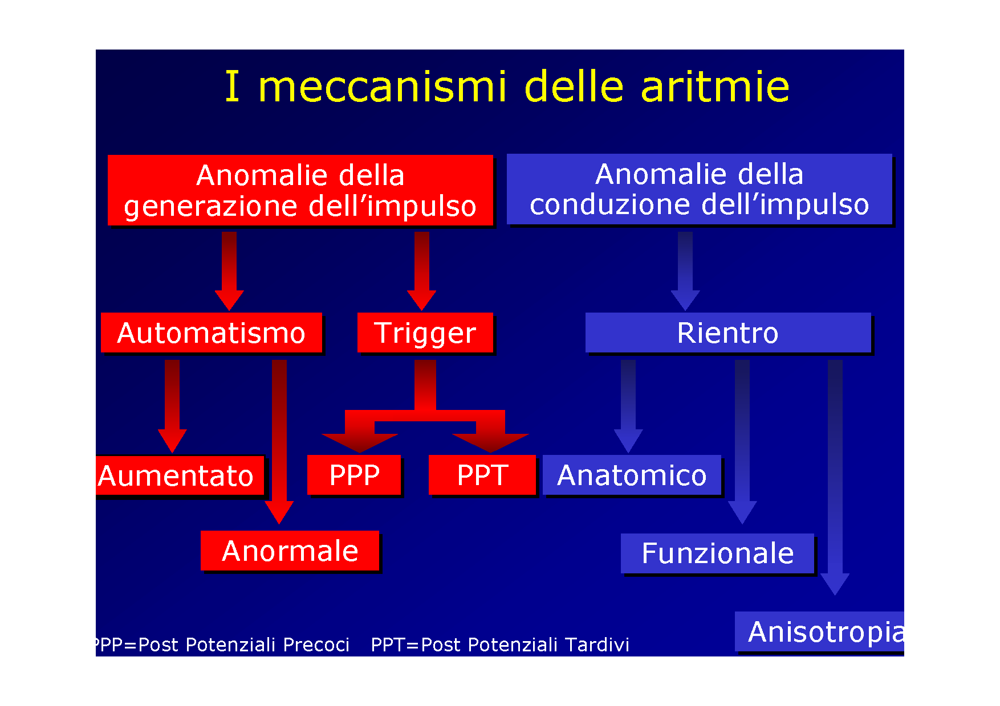 I meccanismi delle aritmie
Anomalie della
generazione dell’impulso
Anomalie della
conduzione dell’impulso
Automatismo
Trigger
Rientro
Aumentato
PPP
PPT
Anatomico
Anormale
Funzionale
Anisotropia
PPP=Post Potenziali Precoci PPT=Post Potenziali Tardivi